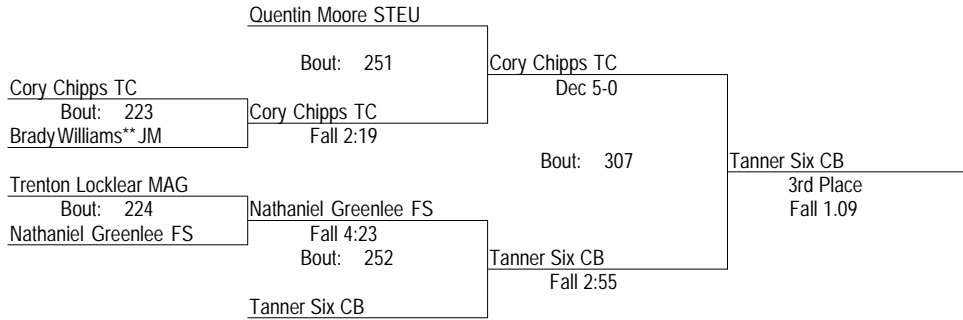 Quentin Moore STEU
Bout: 251
Cory Chipps TC
Dec 5-0
Cory Chipps TC
Bout: 223
Cory Chipps TC
Brady Williams** JM
Fall 2:19
Bout: 307
Tanner Six CB
3rd Place
Fall 1.09
Trenton Locklear MAG
Bout: 224
Nathaniel Greenlee FS
Nathaniel Greenlee FS
Fall 4:23
Bout: 252
Tanner Six CB
Fall 2:55
Tanner Six CB